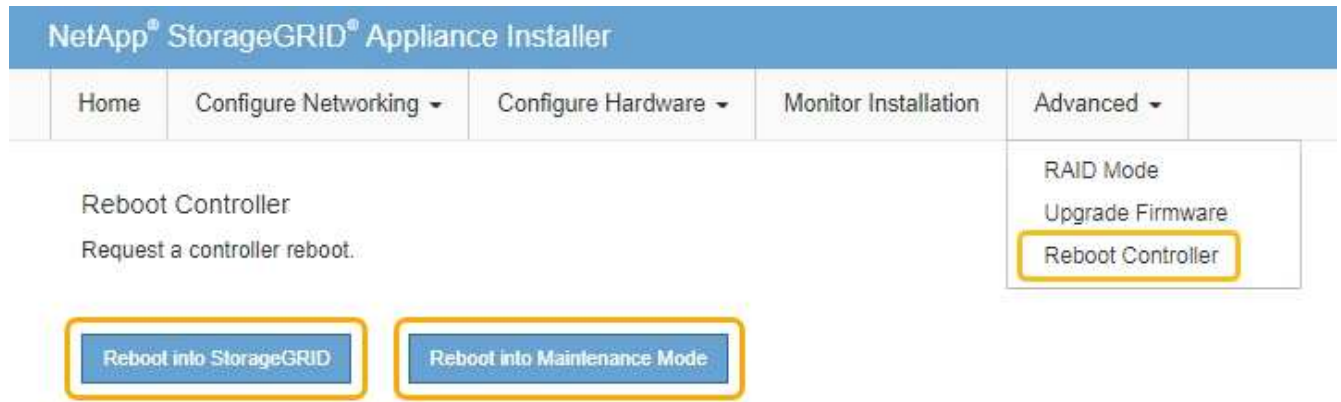 NetApp® StorageGRID® Appliance Installer
Home Configure Networking Configure Hardware Monitor Installation Advanced
RAID Mode
Upgrade Firmware
Reboot Controller
Reboot Controller
Request a controller reboot.
Reboot into StorageGRID Reboot into Maintenance Mode